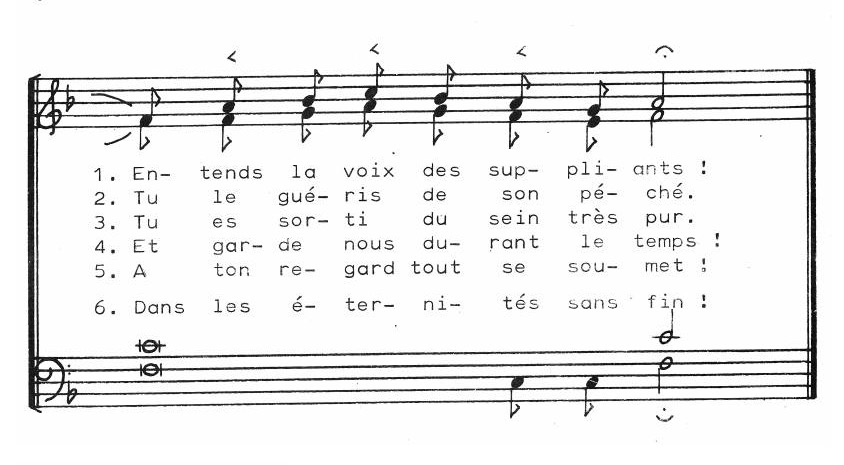 1. En- tends la voix des sup- pli- ants !
2. Tu le gué- ris de son pé- ché.
3. Tu es sor- ti du sein très pur.
4. Et gar- de nous du- rant le temps !
5. A ton re- gard tout se sou- met !
6. Dans les é- ter- ni- tés sans fin !